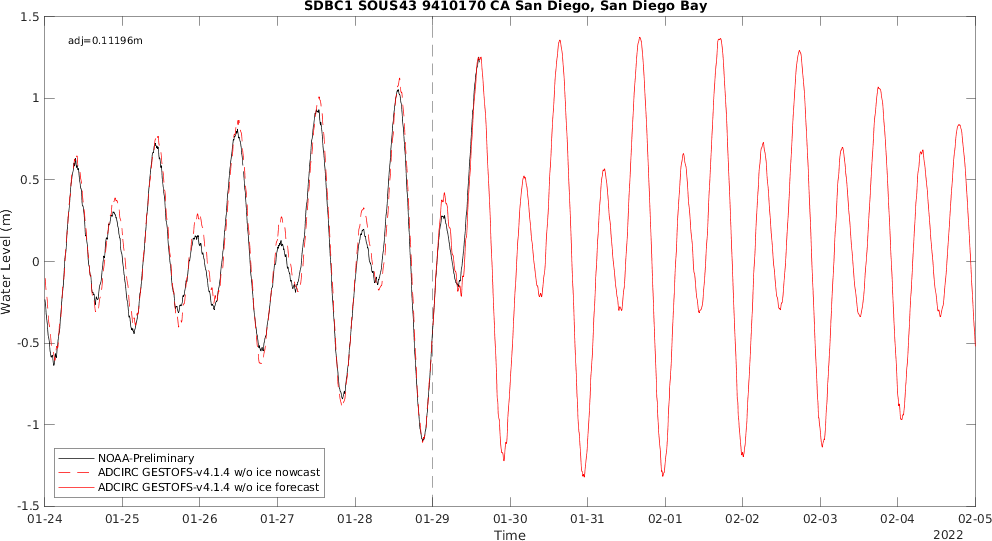 SDBC1 SOUS43 9410170 CA San Diego, San Diego Bay
1.5
adj=0.11196m
1
0.5
0
-0.5
-1
-1.5
Water Level (m)
NOAA-Preliminary
ADCIRC GESTOFS-v4.1.4 w/o ice nowcast
ADCIRC GESTOFS-v4.1.4 w/o ice forecast
01-24 01-25 01-26 01-27 01-28 01-29 01-30 01-31 02-01 02-02 02-03 02-04 02-05
Time
2022